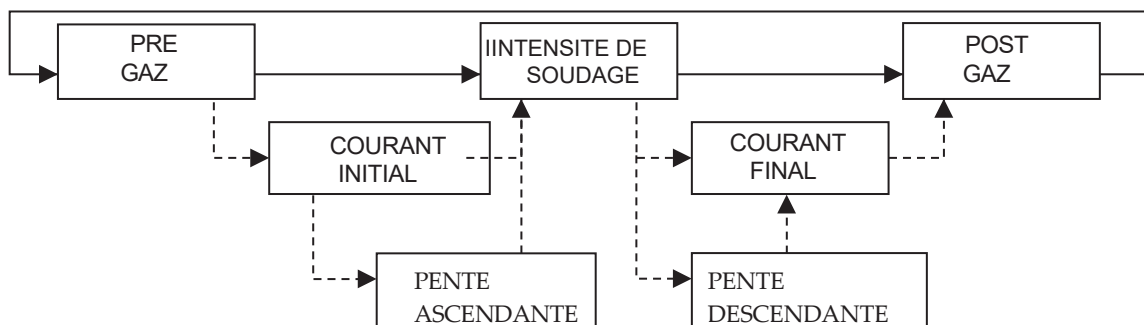 PRE
GAZ
IINTENSITE DE
SOUDAGE
POST
GAZ
COURANT
INITIAL
COURANT
FINAL
PENTE
ASCENDANTE
PENTE
DESCENDANTE